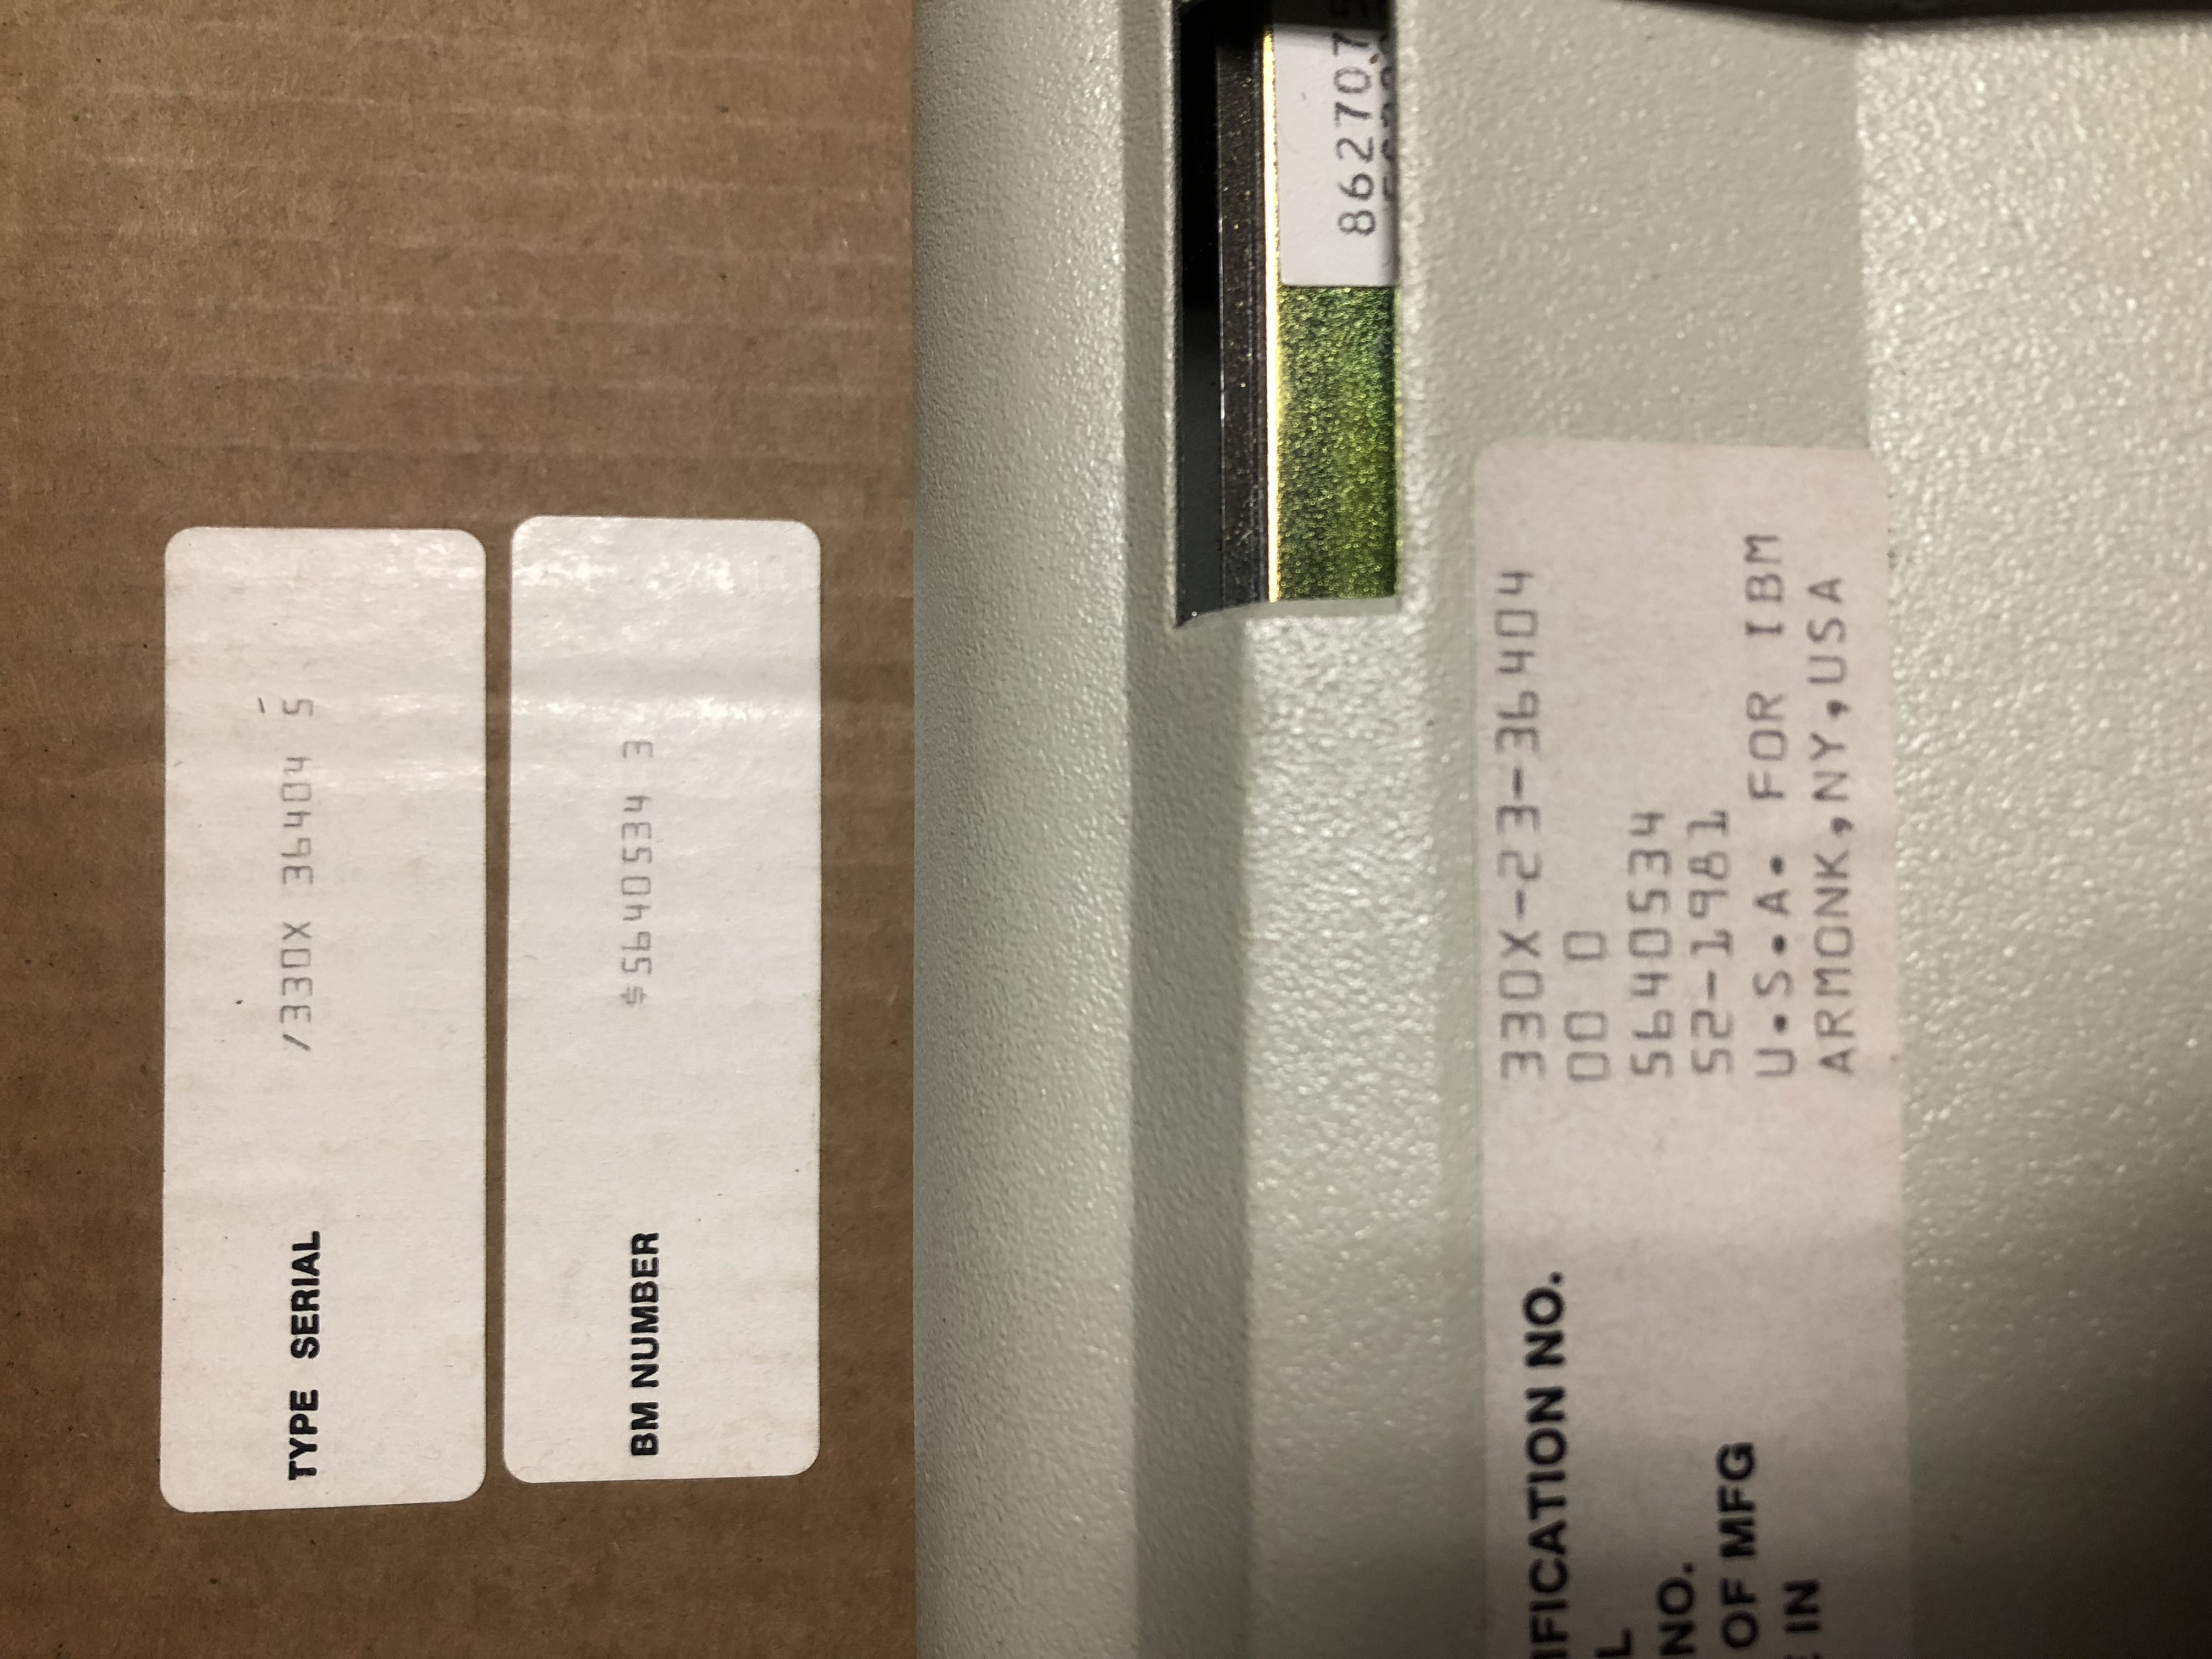 TYPE SERIAL /330X 36404 5
BM NUMBER $5640534 3
8627075
IFICATION NO. 330X-23-36404
L 00 0
NO. 5640534
OF MFG 52-1981
IN U.S.A. FOR IBM
ARMONK,NY,USA